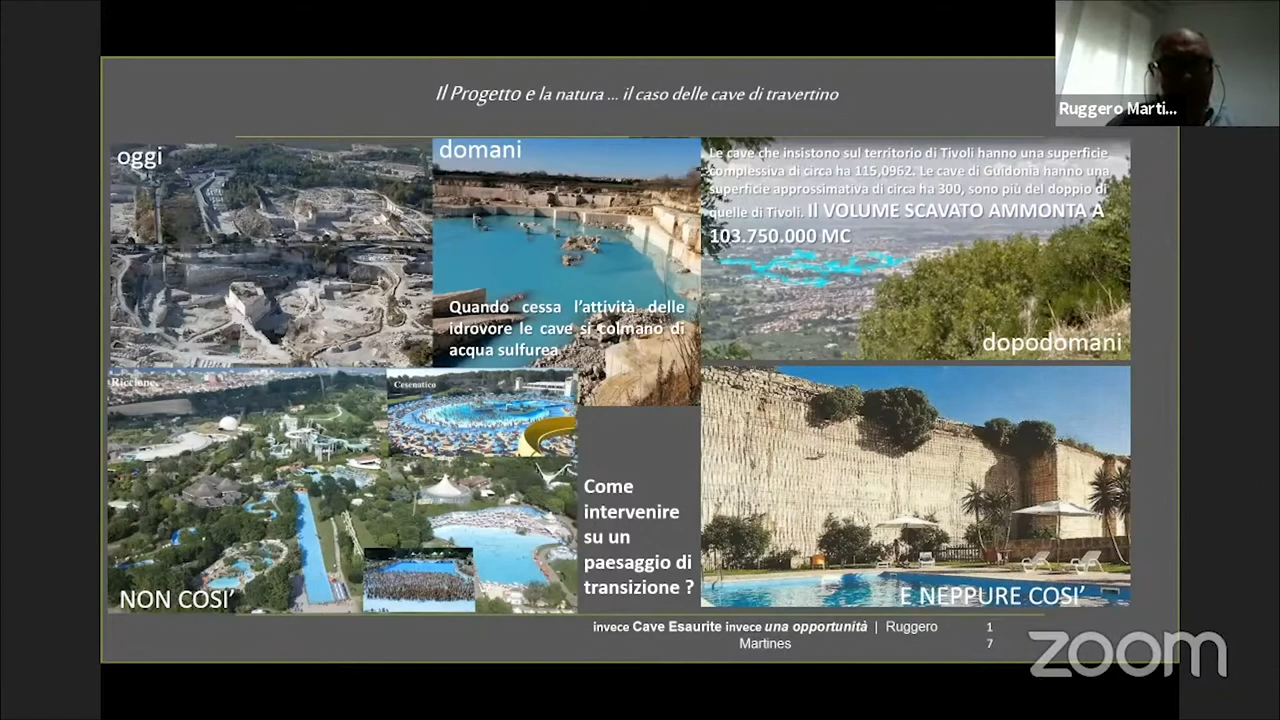 Il Progetto e la natura ... il caso delle cave di travertino
Ruggero Marti...
oggi
domani
Le cave che insistono sul territorio di Tivoli hanno una superficie
complessiva di circa ha 115,0962. Le cave di Guidonia hanno una
superficie approssimativa di circa ha 300, sono più del doppio di
quelle di Tivoli. Il VOLUME SCAVATO AMMONTA A
103.750.000 MC
Quando cessa l'attività delle
idrovore le cave si colmano di
acqua sulfurea
dopodomani
Riccione
Cesenatico
Come
intervenire
su un
paesaggio di
transizione ?
NON COSI'
E NEPPURE COSI'
invece Cave Esaurite invece una opportunità | Ruggero
Martines
1
7
zoom